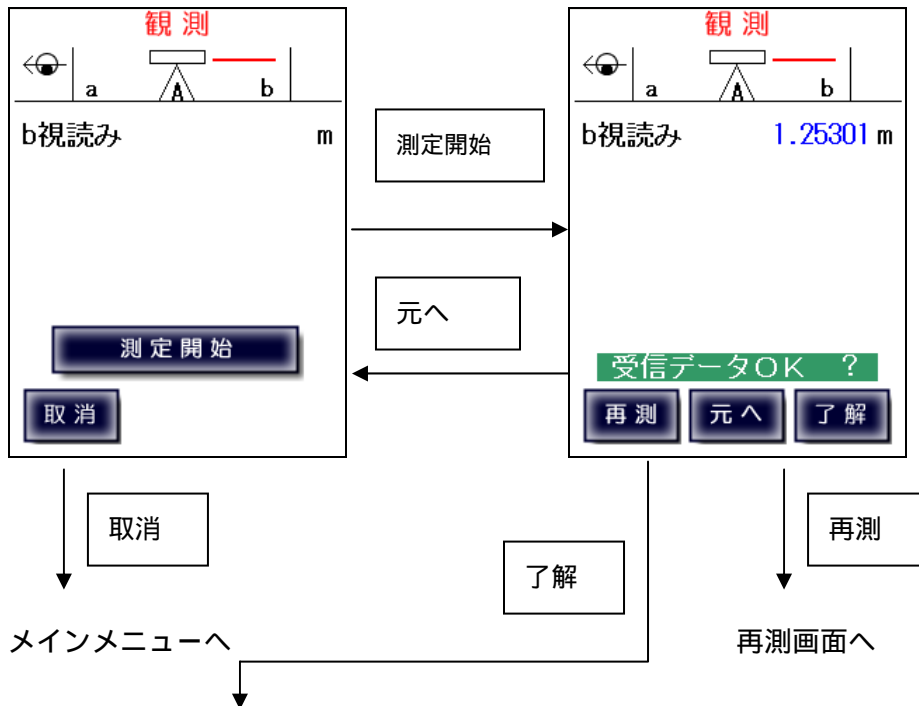 観測
a A b
b視読み m
測定開始
取消
測定開始
元へ
観測
a A b
b視読み 1.25301 m
受信データOK ?
再測 元へ 了解
取消
了解
再測
メインメニューへ
再測画面へ